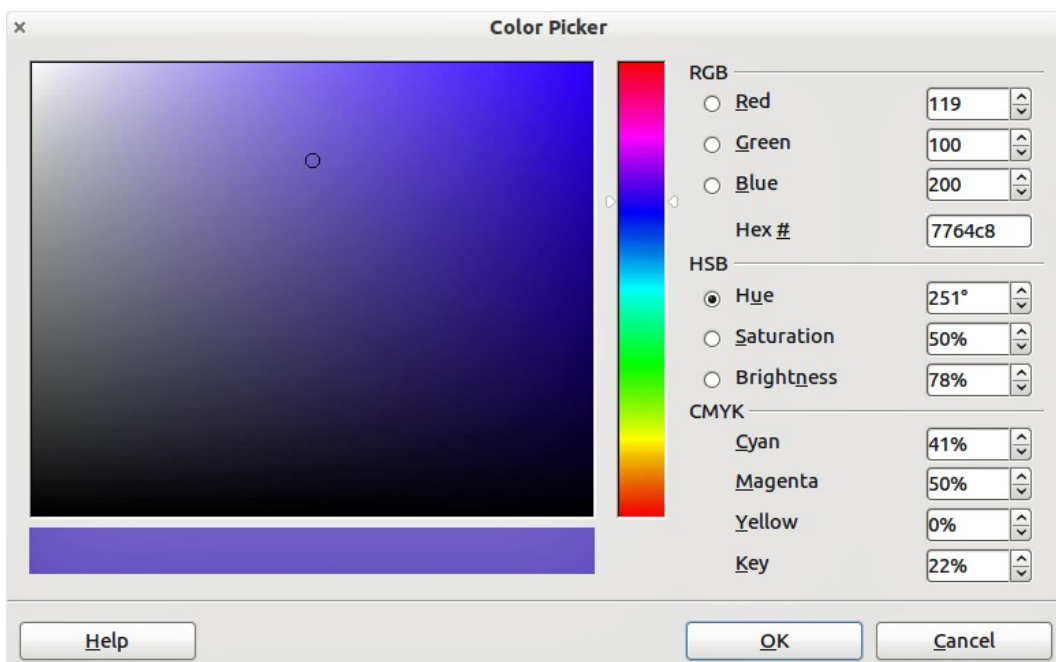 Color Picker
RGB
Red 119
Green 100
Blue 200
Hex # 7764c8
HSB
Hue 251°
Saturation 50%
Brightness 78%
CMYK
Cyan 41%
Magenta 50%
Yellow 0%
Key 22%
Help OK Cancel